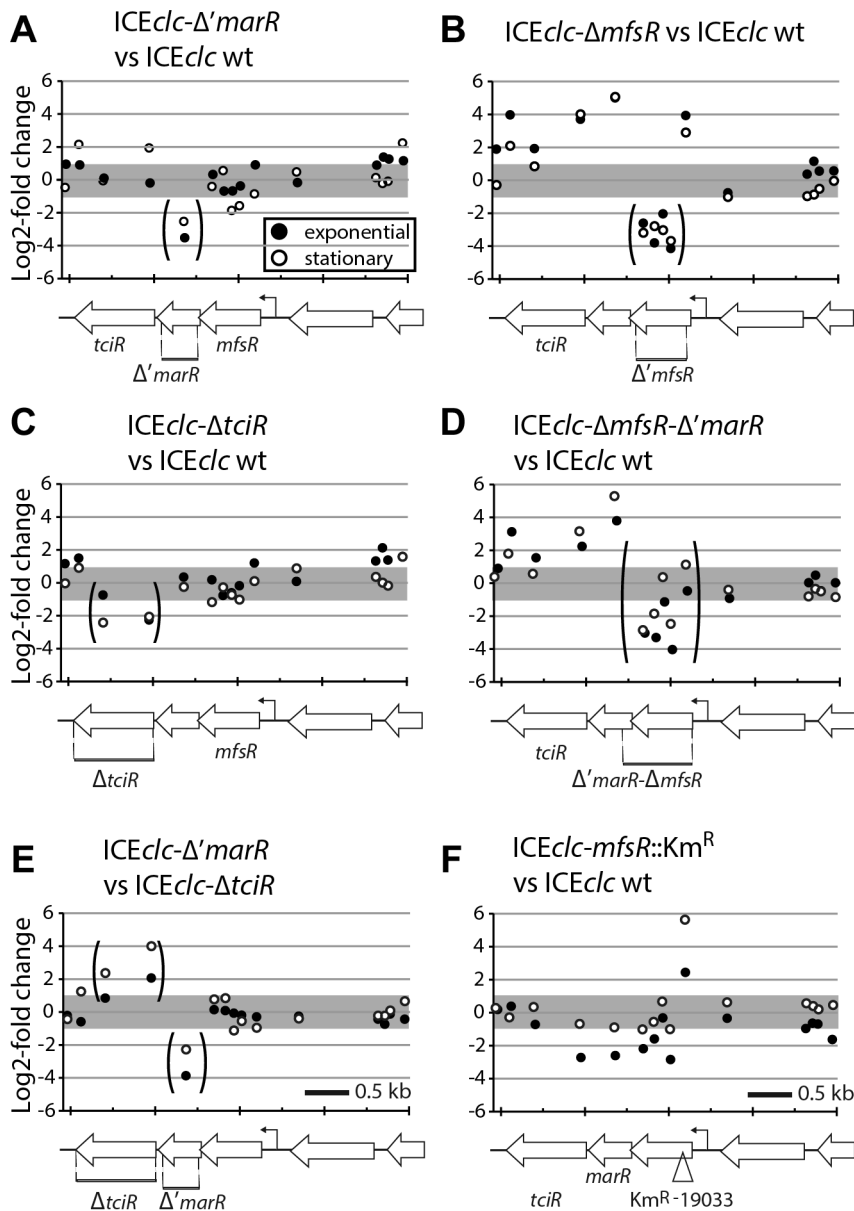 A
ICEclc-Δ'marR
vs ICEclc wt
Log2-fold change
6
4
2
0
-2
-4
-6
exponential
stationary
tciR
mfsR
Δ'marR
B
ICEclc-ΔmfsR vs ICEclc wt
6
4
2
0
-2
-4
-6
tciR
Δ'mfsR
C
ICEclc-ΔtciR
vs ICEclc wt
Log2-fold change
6
4
2
0
-2
-4
-6
mfsR
ΔtciR
D
ICEclc-ΔmfsR-Δ'marR
vs ICEclc wt
6
4
2
0
-2
-4
-6
tciR
Δ'marR-ΔmfsR
E
ICEclc-Δ'marR
vs ICEclc-ΔtciR
Log2-fold change
6
4
2
0
-2
-4
-6
0.5 kb
ΔtciR
Δ'marR
F
ICEclc-mfsR::KmR
vs ICEclc wt
6
4
2
0
-2
-4
-6
0.5 kb
marR
tciR
KmR-19033